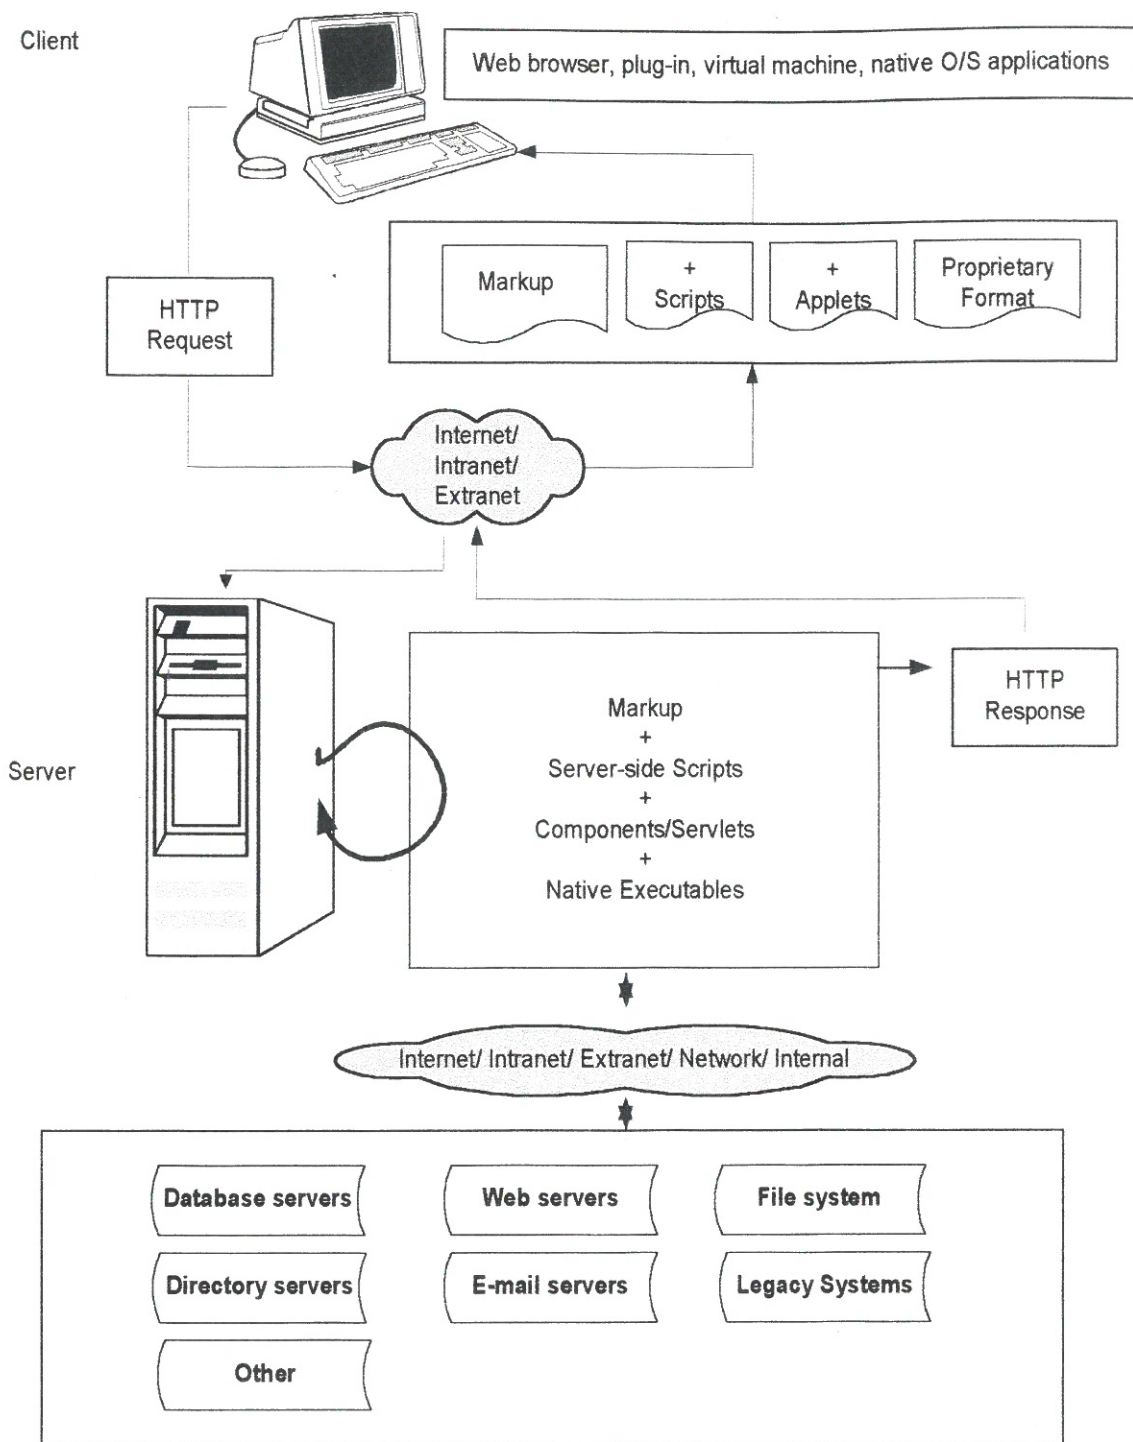 Client
Web browser, plug-in, virtual machine, native O/S applications
Markup
+
Scripts
+
Applets
Proprietary
Format
HTTP
Request
Internet/
Intranet/
Extranet
Server
Markup
+
Server-side Scripts
+
Components/Servlets
+
Native Executables
HTTP
Response
Internet/ Intranet/ Extranet/ Network/ Internal
Database servers
Web servers
File system
Directory servers
E-mail servers
Legacy Systems
Other